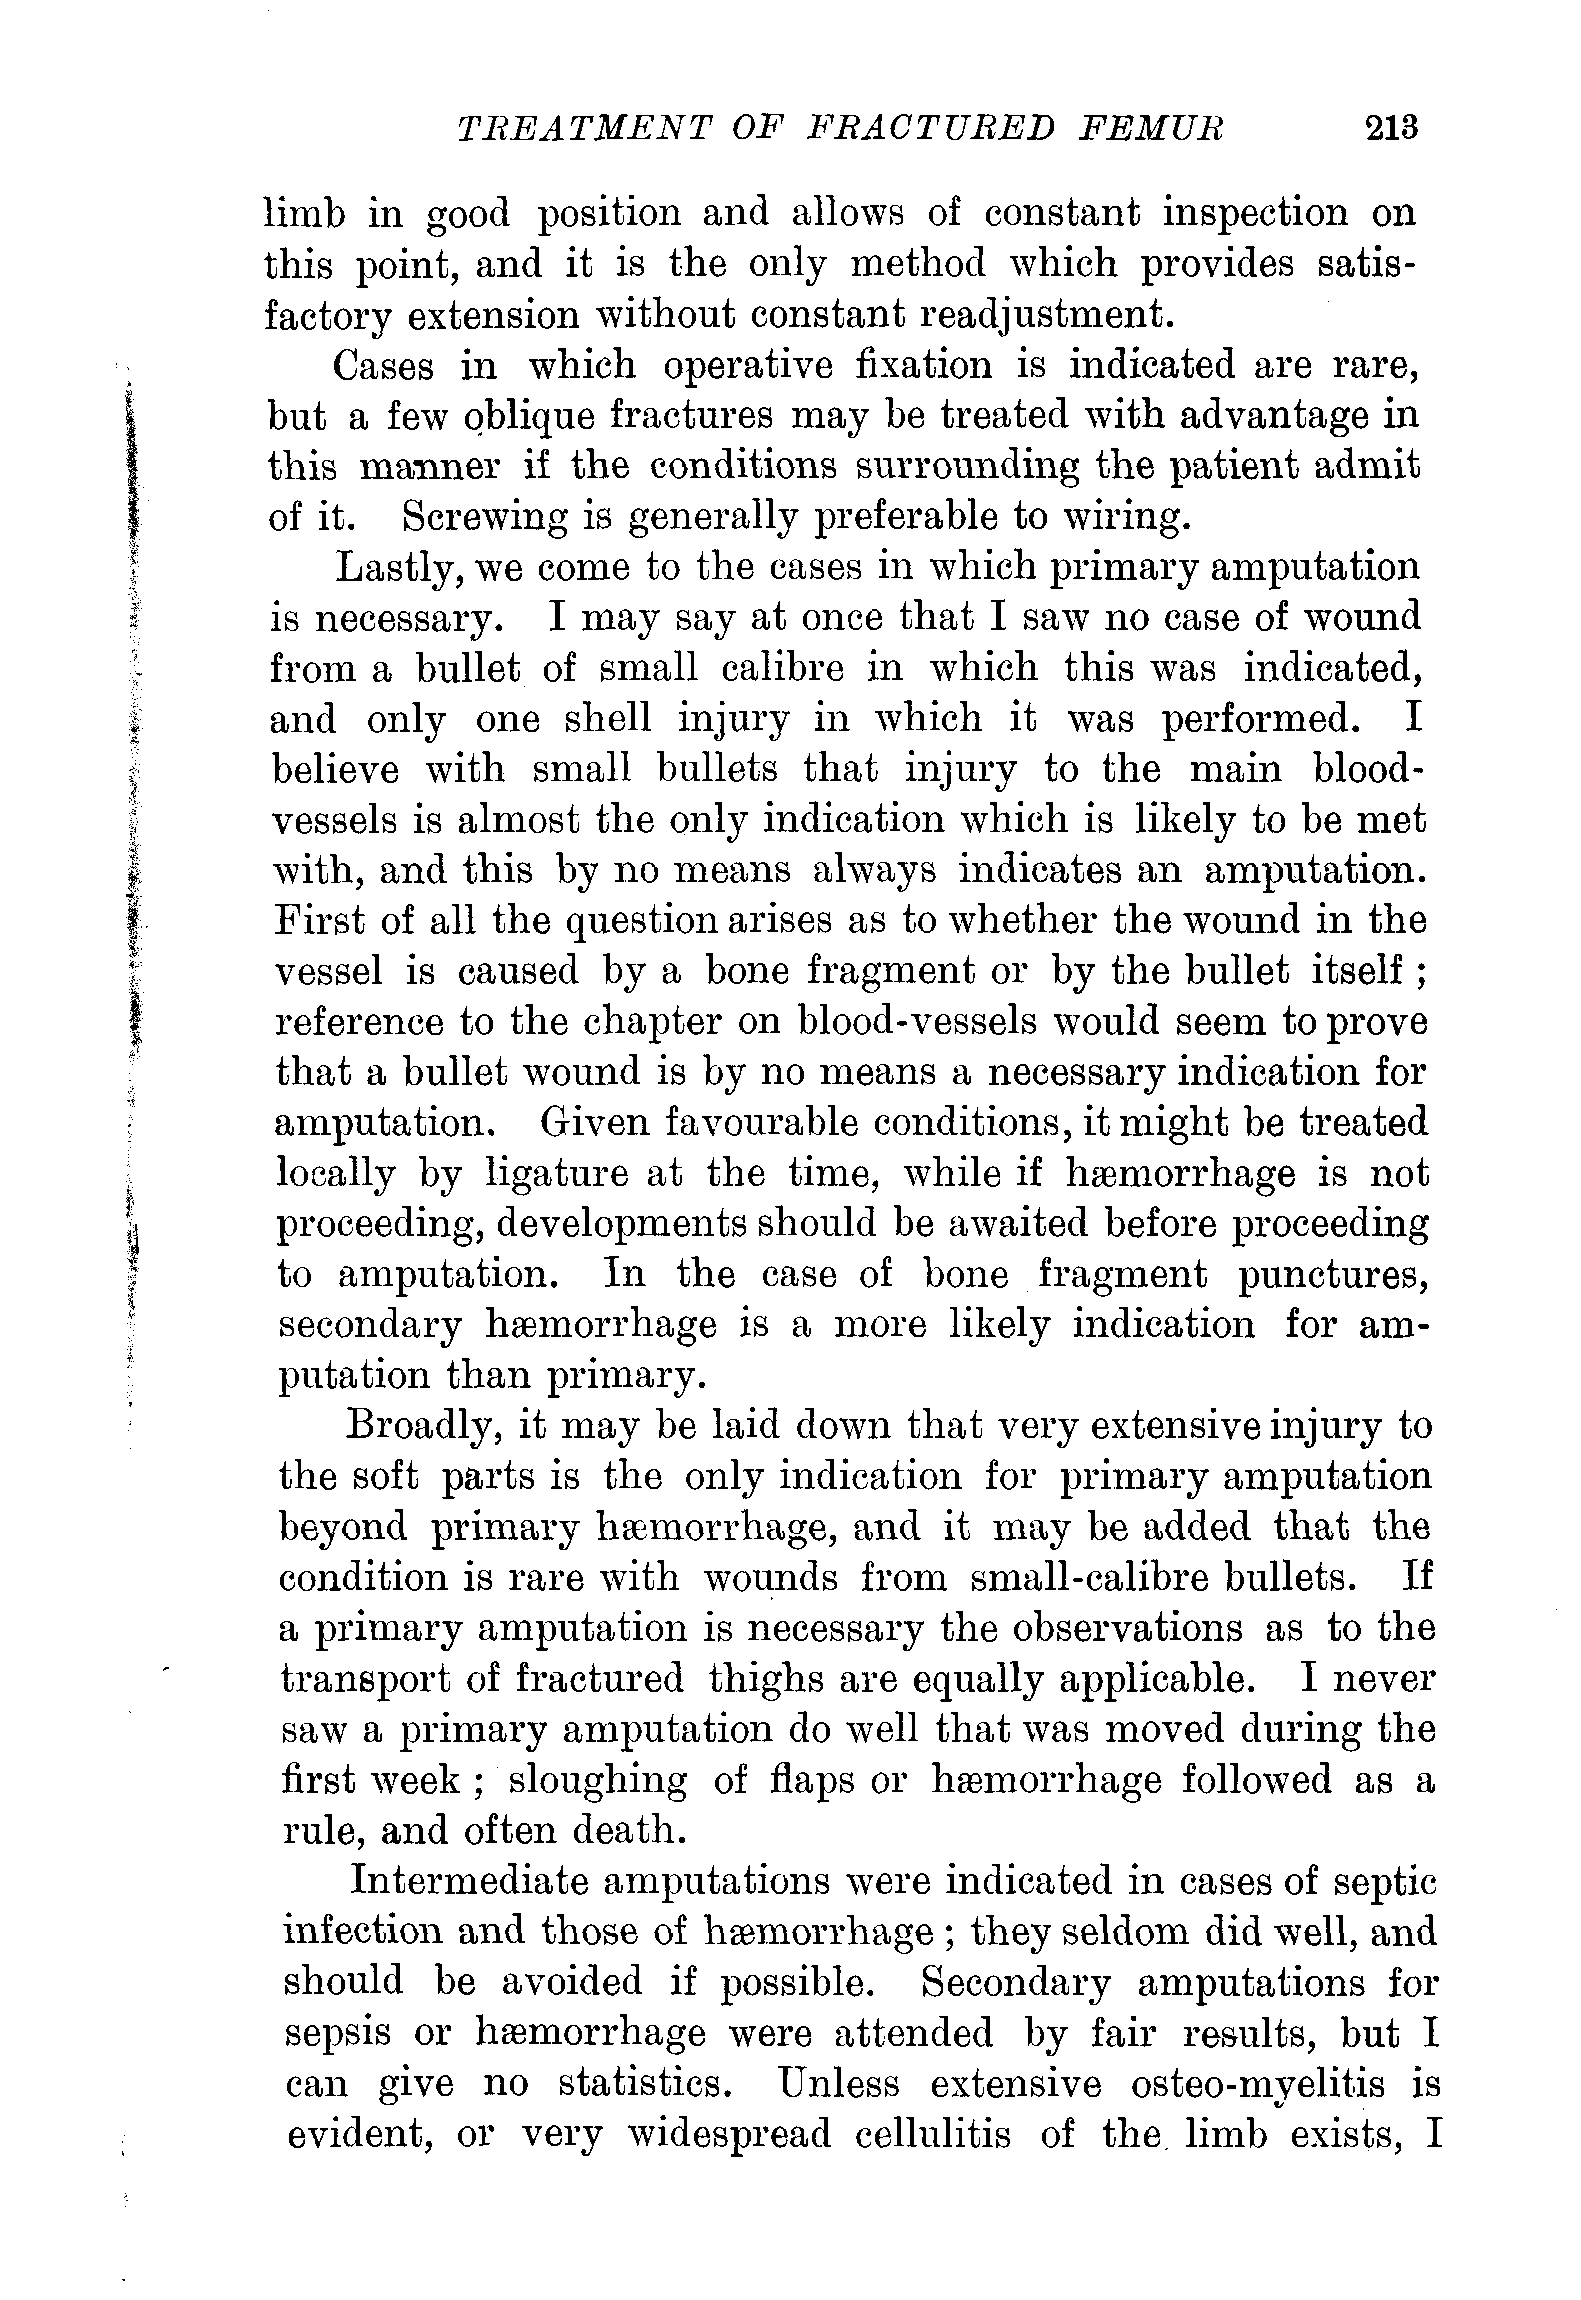 TREATMENT OF FRACTURED FEMUR 213
limb in good position and allows of constant inspection on
this point, and it is the only method which provides satis-
factory extension without constant readjustment.
Cases in which operative fixation is indicated are rare,
but a few oblique fractures may be treated with advantage in
this manner if the conditions surrounding the patient admit
of it. Screwing is generally preferable to wiring.
Lastly, we come to the cases in which primary amputation
is necessary. I may say at once that I saw no case of wound
from a bullet of small calibre in which this was indicated,
and only one shell injury in which it was performed. I
believe with small bullets that injury to the main blood-
vessels is almost the only indication which is likely to be met
with, and this by no means always indicates an amputation.
First of all the question arises as to whether the wound in the
vessel is caused by a bone fragment or by the bullet itself ;
reference to the chapter on blood-vessels would seem to prove
that a bullet wound is by no means a necessary indication for
amputation. Given favourable conditions, it might be treated
locally by ligature at the time, while if hæmorrhage is not
proceeding, developments should be awaited before proceeding
to amputation. In the case of bone fragment punctures,
secondary hæmorrhage is a more likely indication for am-
putation than primary.
Broadly, it may be laid down that very extensive injury to
the soft parts is the only indication for primary amputation
beyond primary hæmorrhage, and it may be added that the
condition is rare with wounds from small-calibre bullets. If
a primary amputation is necessary the observations as to the
transport of fractured thighs are equally applicable. I never
saw a primary amputation do well that was moved during the
first week ; sloughing of flaps or hæmorrhage followed as a
rule, and often death.
Intermediate amputations were indicated in cases of septic
infection and those of hæmorrhage ; they seldom did well, and
should be avoided if possible. Secondary amputations for
sepsis or hæmorrhage were attended by fair results, but I
can give no statistics. Unless extensive osteo-myelitis is
evident, or very widespread cellulitis of the limb exists, I